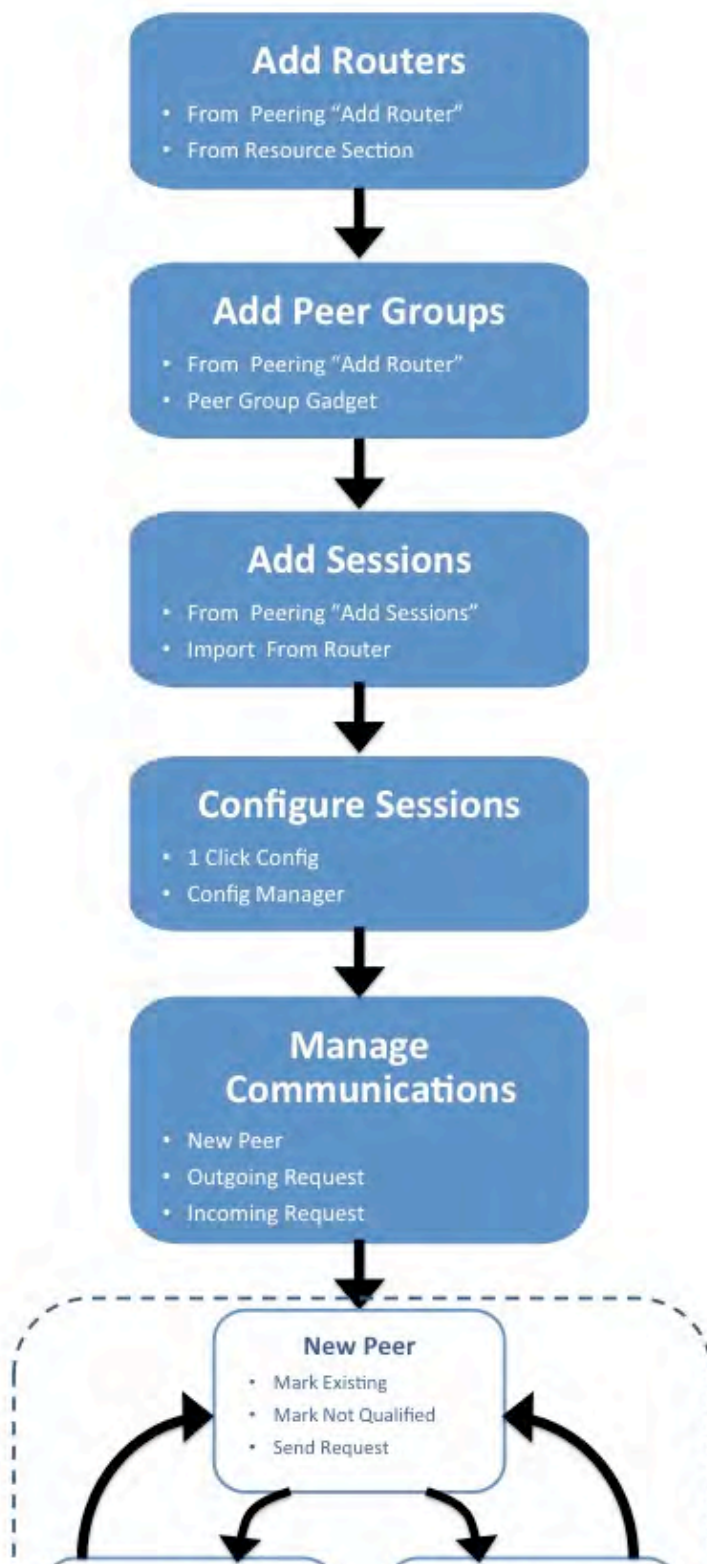 Add Routers
• From Peering “Add Router”
• From Resource Section
Add Peer Groups
• From Peering “Add Router”
• Peer Group Gadget
Add Sessions
• From Peering “Add Sessions”
• Import From Router
Configure Sessions
• 1 Click Config
• Config Manager
Manage
Communications
• New Peer
• Outgoing Request
• Incoming Request
New Peer
• Mark Existing
• Mark Not Qualified
• Send Request